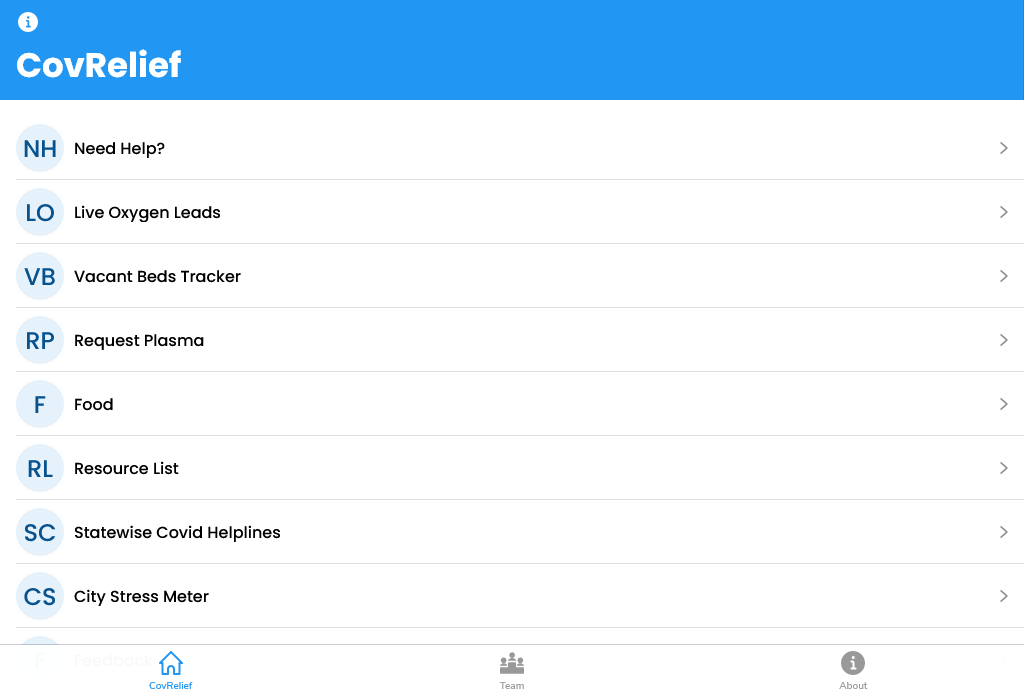 CovRelief
NH Need Help?
LO Live Oxygen Leads
VB Vacant Beds Tracker
RP Request Plasma
F Food
RL Resource List
SC Statewise Covid Helplines
CS City Stress Meter
F Feedback
CovRelief Team About